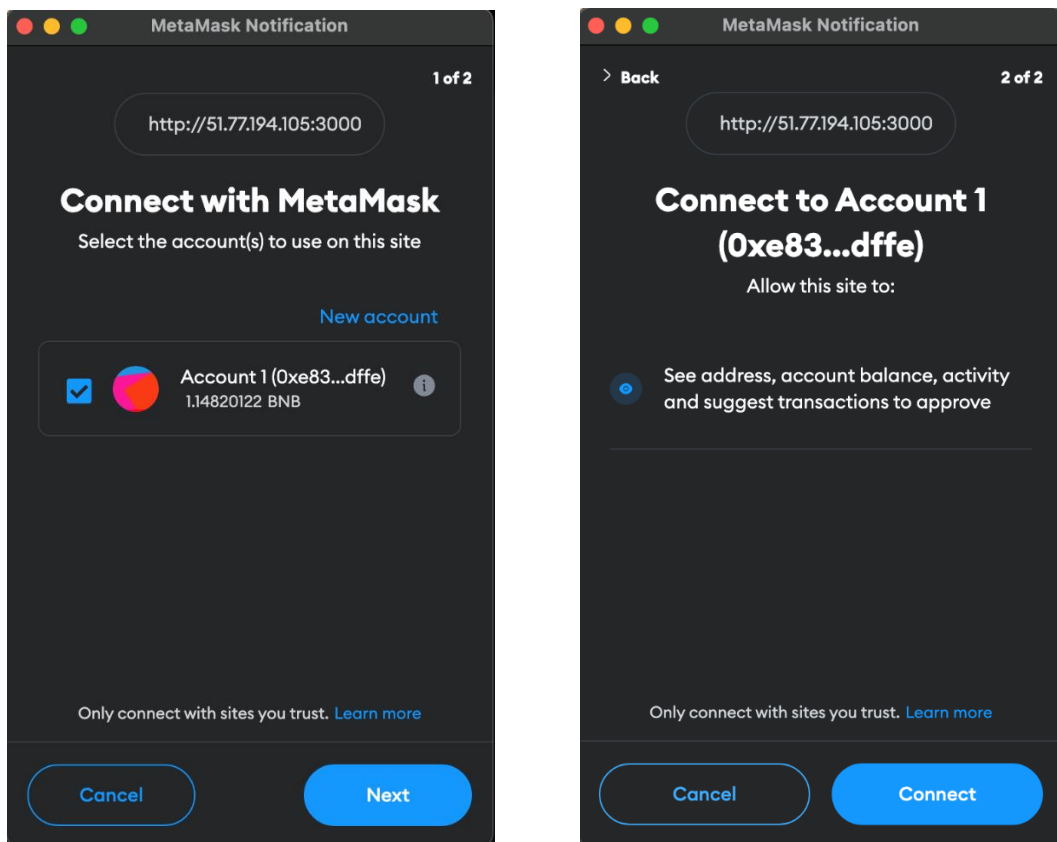 MetaMask Notification
1 of 2
http://51.77.194.105:3000
Connect with MetaMask
Select the account(s) to use on this site
New account
Account 1 (0xe83...dffe)
1.14820122 BNB
Only connect with sites you trust. Learn more
Cancel
Next
MetaMask Notification
Back
2 of 2
http://51.77.194.105:3000
Connect to Account 1
(0xe83...dffe)
Allow this site to:
See address, account balance, activity
and suggest transactions to approve
Only connect with sites you trust. Learn more
Cancel
Connect